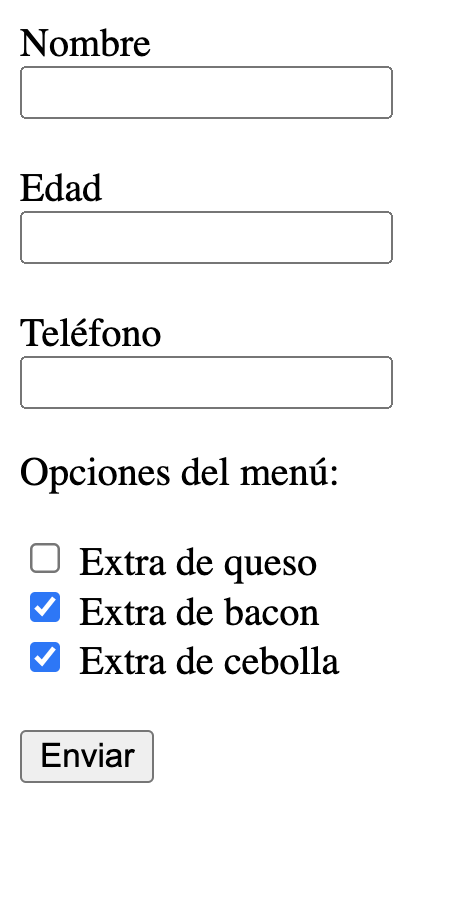 Nombre
Edad
Teléfono
Opciones del menú:
Extra de queso
Extra de bacon
Extra de cebolla
Enviar